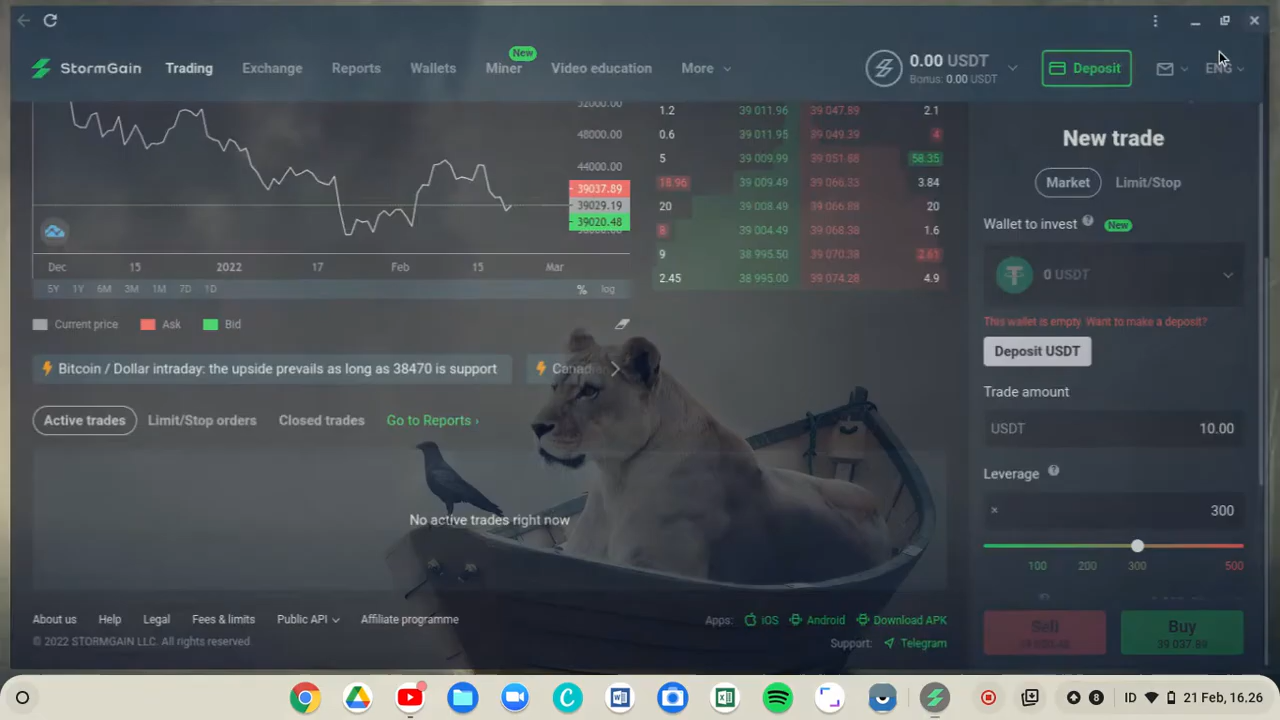 StormGain Trading Exchange Reports Wallets Miner New Video education More 0.00 USDT Deposit ENG
Bonus: 0.00 USDT
48000.00
44000.00
39037.89
39029.19
39020.48
Dec 15 2022 17 Feb 15 Mar
5Y 1Y 6M 3M 1M 7D 1D % log
Current price Ask Bid
1.2 39 011.96 39 047.89 2.1
0.6 39 011.95 39 049.39 4
5 39 009.99 39 051.88 58.35
18.96 39 009.49 39 066.33 3.84
20 39 008.49 39 066.88 20
8 39 004.49 39 068.38 1.6
9 38 995.50 39 070.38 2.61
2.45 38 995.00 39 074.28 4.9
Bitcoin / Dollar intraday: the upside prevails as long as 38470 is support
Active trades Limit/Stop orders Closed trades Go to Reports ›
No active trades right now
New trade
Market Limit/Stop
Wallet to invest ? New
0 USDT
This wallet is empty. Want to make a deposit?
Deposit USDT
Trade amount
USDT 10.00
Leverage ?
× 300
100 200 300 500
Sell Buy
39 037.89
About us Help Legal Fees & limits Public API Affiliate programme
© 2022 STORMGAIN LLC. All rights reserved.
Apps: iOS Android Download APK
Support: Telegram
8 ID 21 Feb, 16.26